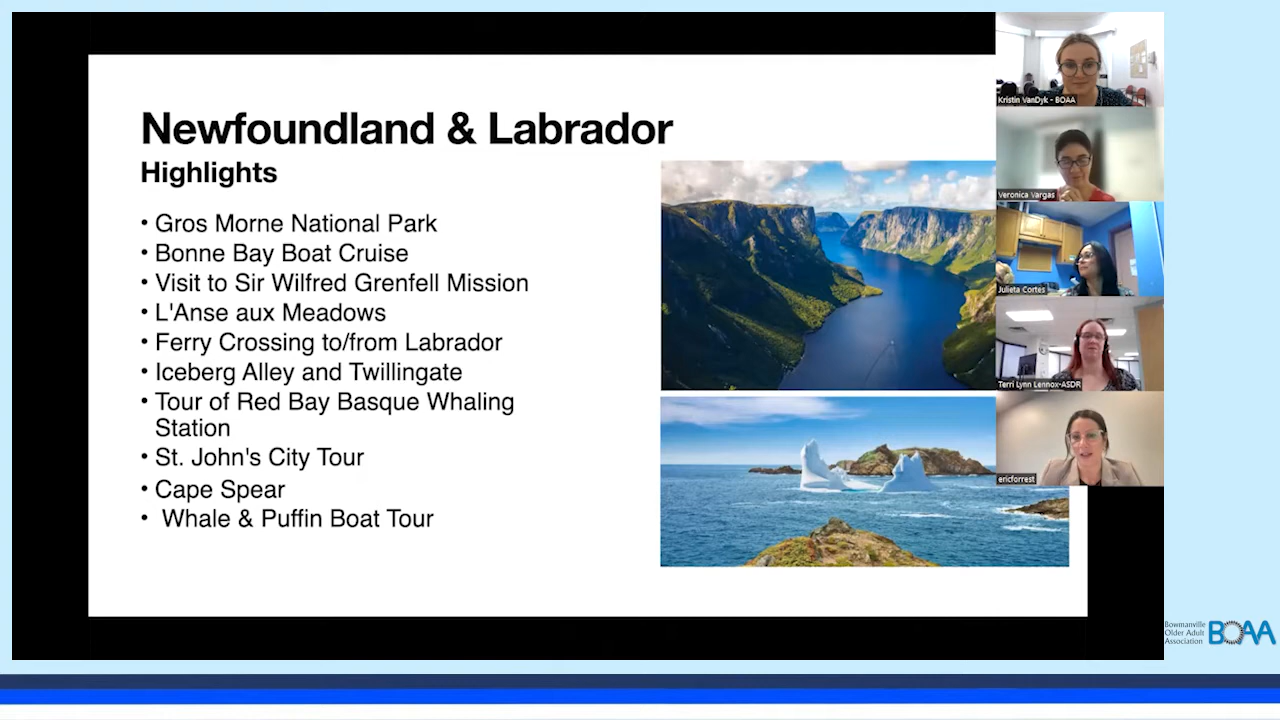 Newfoundland & Labrador
Highlights
• Gros Morne National Park
• Bonne Bay Boat Cruise
• Visit to Sir Wilfred Grenfell Mission
• L'Anse aux Meadows
• Ferry Crossing to/from Labrador
• Iceberg Alley and Twillingate
• Tour of Red Bay Basque Whaling
Station
• St. John's City Tour
• Cape Spear
• Whale & Puffin Boat Tour
Kristin VanDyk - BOAA
Veronica Vargas
Julieta Cortes
Terri Lynn Lennox-ASDR
ericforrest
Bowmanville
Older Adult
Association
BOAA